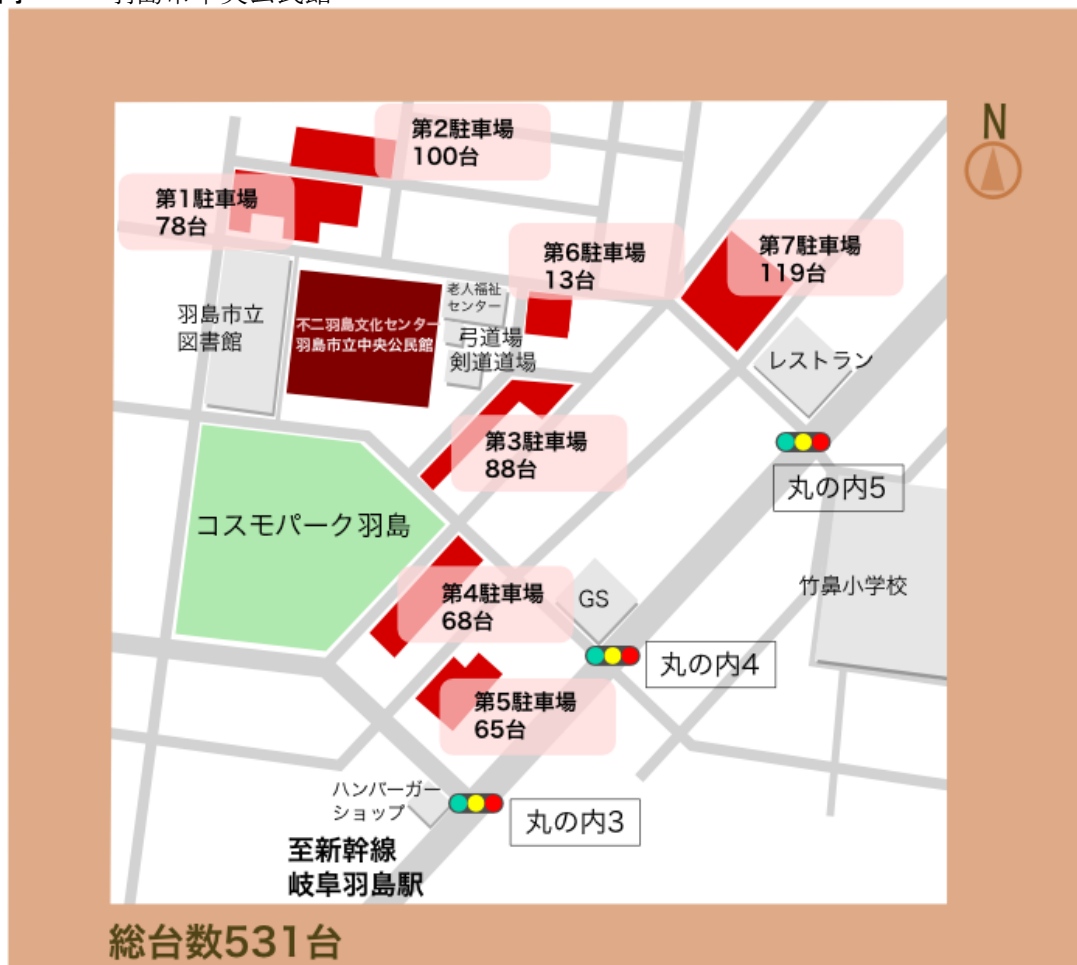 第2駐車場
100台
N
第1駐車場
78台
第6駐車場
13台
第7駐車場
119台
老人福祉
センター
羽島市立
図書館
不二羽島文化センター
羽島市立中央公民館
弓道場
剣道道場
レストラン
第3駐車場
88台
丸の内5
コスモパーク羽島
第4駐車場
68台
GS
竹鼻小学校
丸の内4
第5駐車場
65台
ハンバーガー
ショップ
丸の内3
至新幹線
岐阜羽島駅
総台数531台